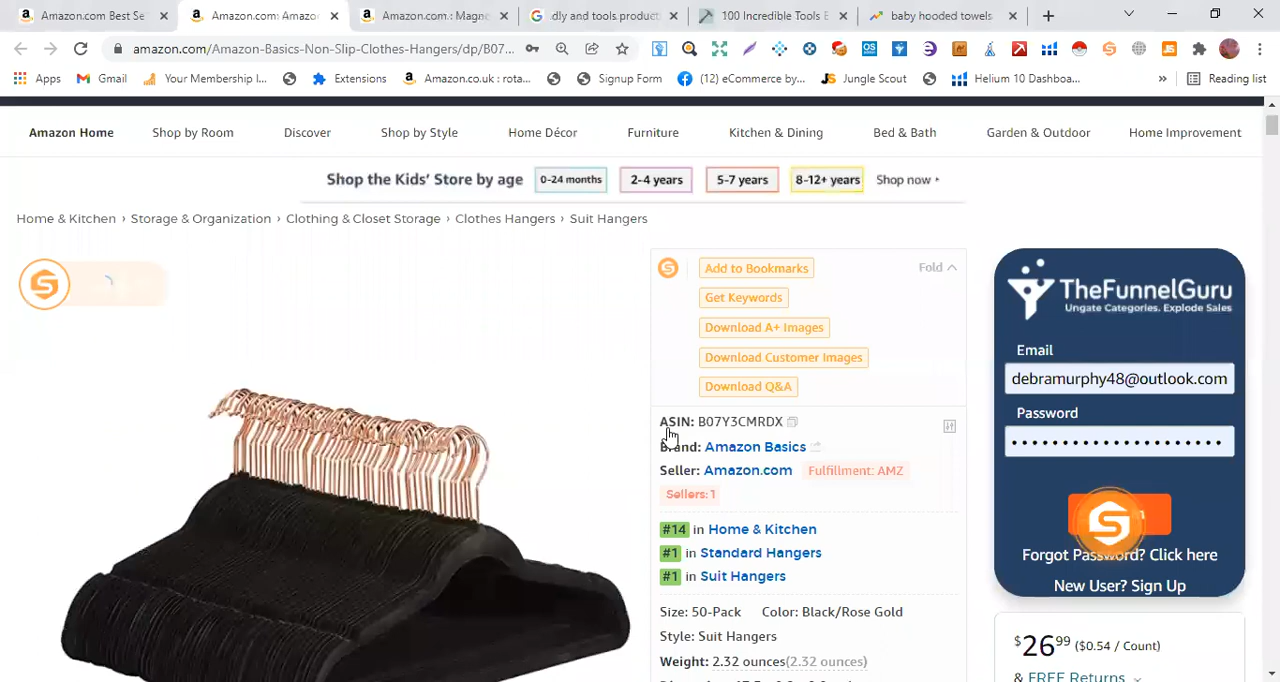 Amazon.com Best Se
Amazon.com: Amazo
Amazon.com : Magne
.dly and tools.product
100 Incredible Tools E
baby hooded towels
amazon.com/Amazon-Basics-Non-Slip-Clothes-Hangers/dp/B07...
Apps
Gmail
Your Membership I...
Extensions
Amazon.co.uk : rota...
Signup Form
(12) eCommerce by...
Jungle Scout
Helium 10 Dashboa...
»
Reading list
Amazon Home
Shop by Room
Discover
Shop by Style
Home Décor
Furniture
Kitchen & Dining
Bed & Bath
Garden & Outdoor
Home Improvement
Shop the Kids' Store by age
0-24 months
2-4 years
5-7 years
8-12+ years
Shop now
Home & Kitchen › Storage & Organization › Clothing & Closet Storage › Clothes Hangers › Suit Hangers
Add to Bookmarks
Fold
Get Keywords
Download A+ Images
Download Customer Images
Download Q&A
ASIN: B07Y3CMRDX
Brand: Amazon Basics
Seller: Amazon.com Fulfillment: AMZ
Sellers: 1
#14 in Home & Kitchen
#1 in Standard Hangers
#1 in Suit Hangers
Size: 50-Pack Color: Black/Rose Gold
Style: Suit Hangers
Weight: 2.32 ounces(2.32 ounces)
TheFunnelGuru
Ungate Categories. Explode Sales
Email
debramurphy48@outlook.com
Password
Forgot Password? Click here
New User? Sign Up
$26.99 ($0.54 / Count)
& FREE Returns